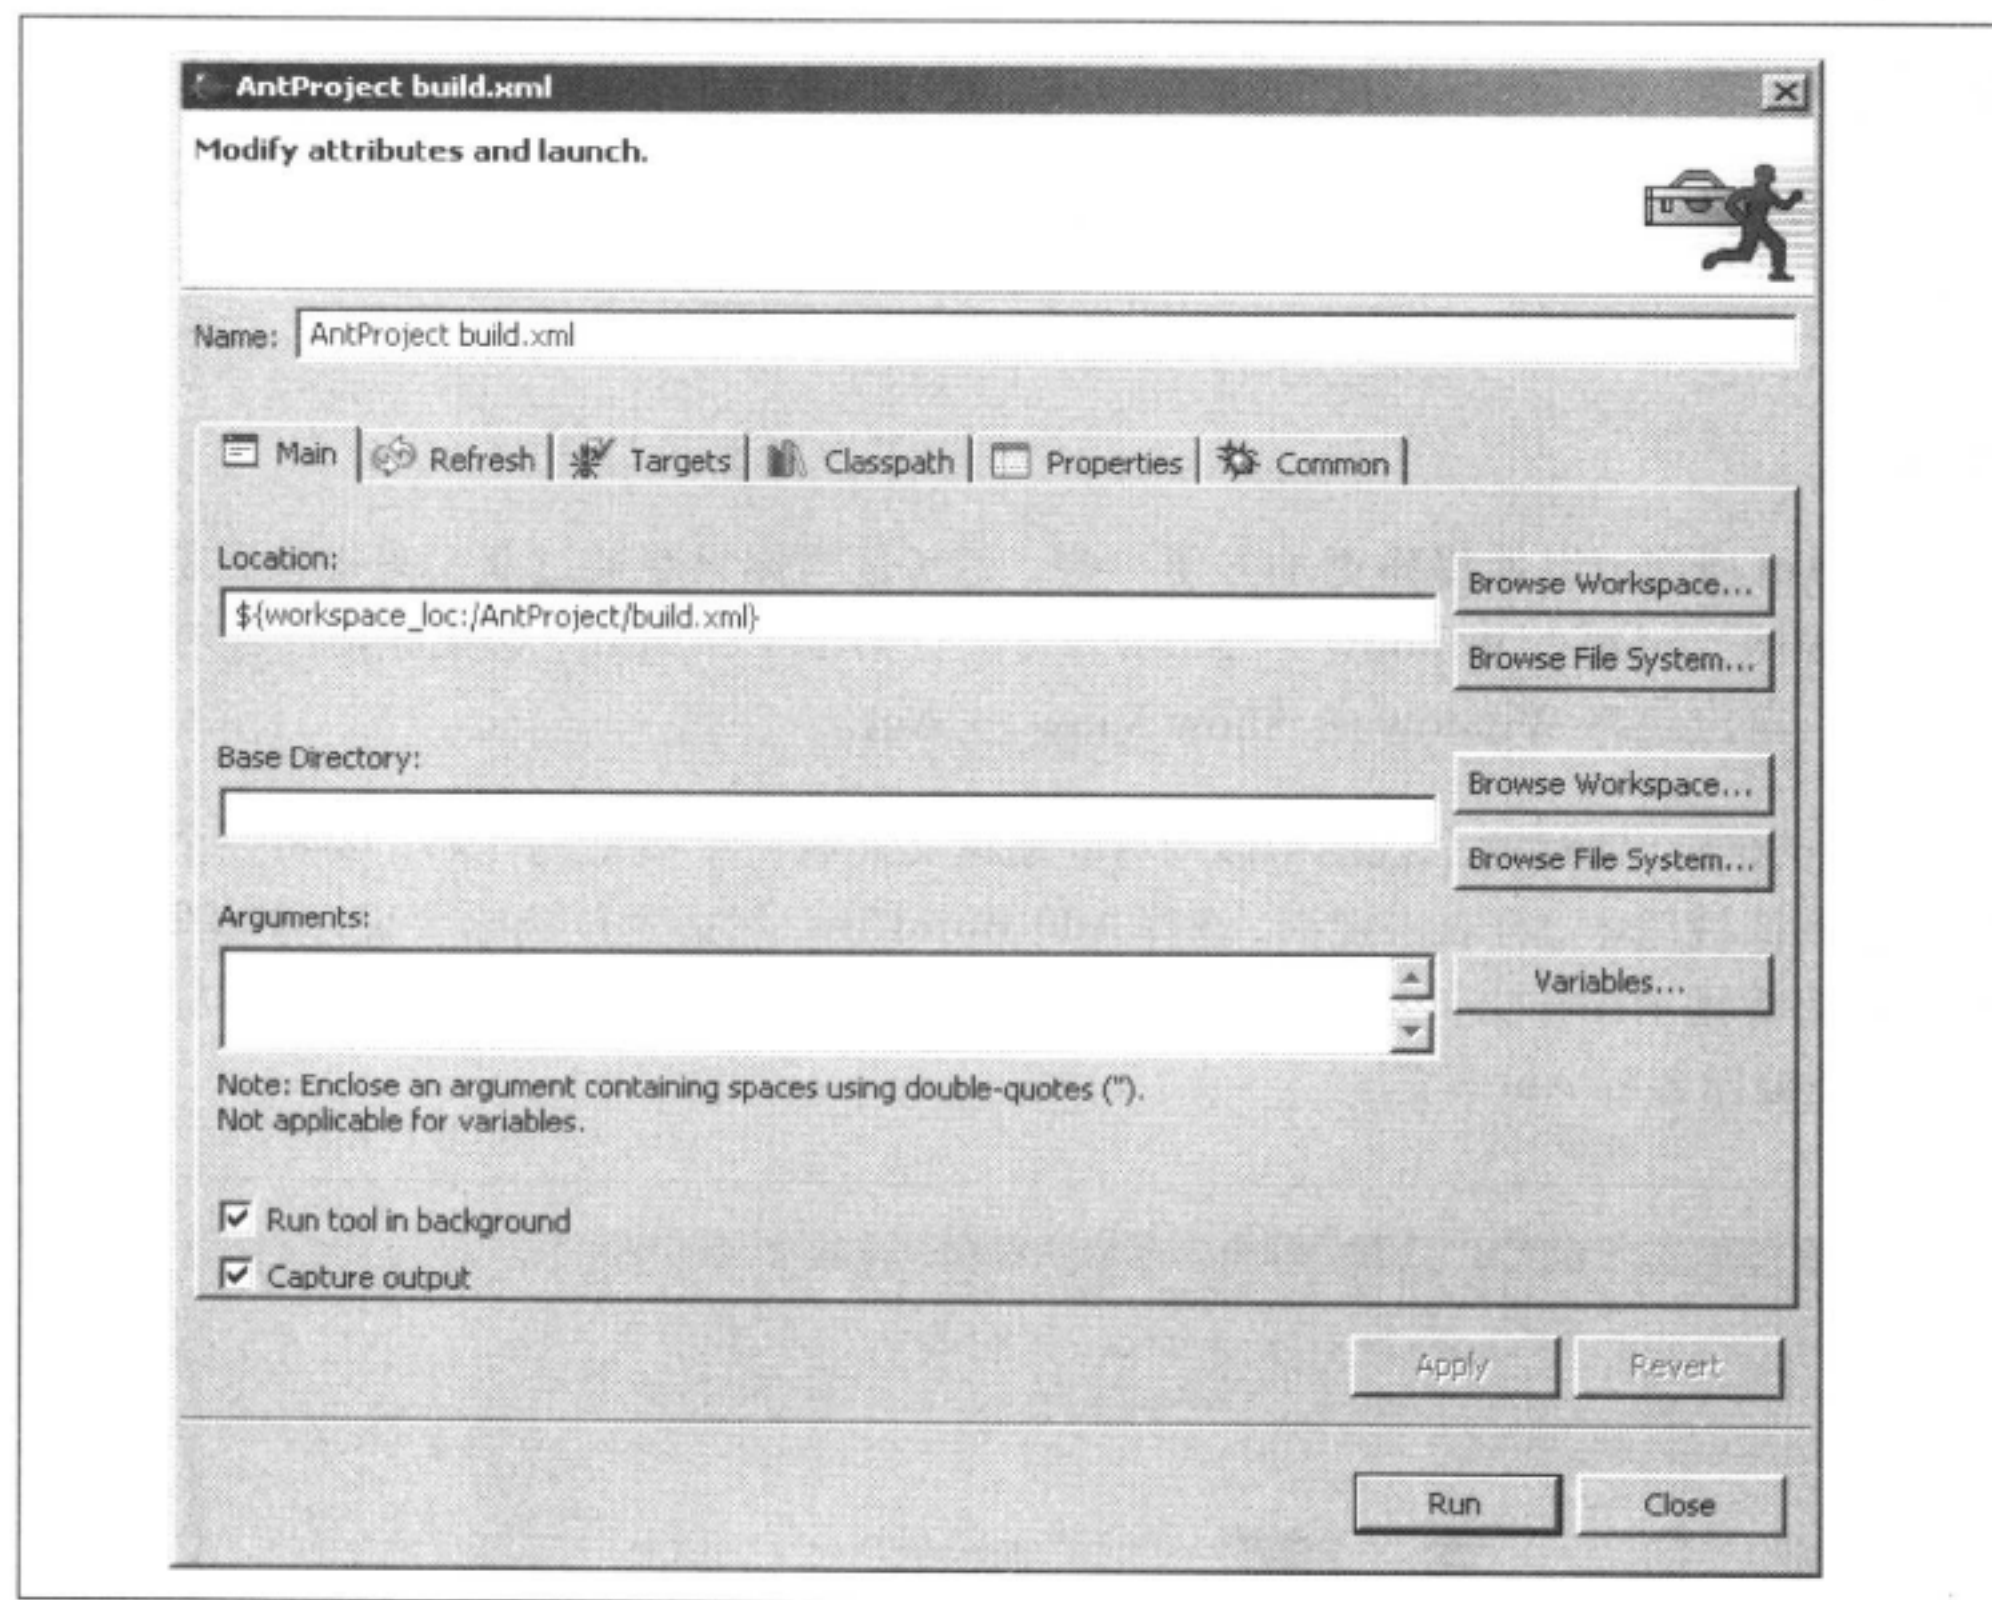 AntProject build.xml
Modify attributes and launch.
Name: AntProject build.xml
Main Refresh Targets Classpath Properties Common
Location:
${workspace_loc:/AntProject/build.xml}
Browse Workspace...
Browse File System...
Base Directory:
Browse Workspace...
Browse File System...
Arguments:
Variables...
Note: Enclose an argument containing spaces using double-quotes (").
Not applicable for variables.
Run tool in background
Capture output
Apply Revert
Run Close